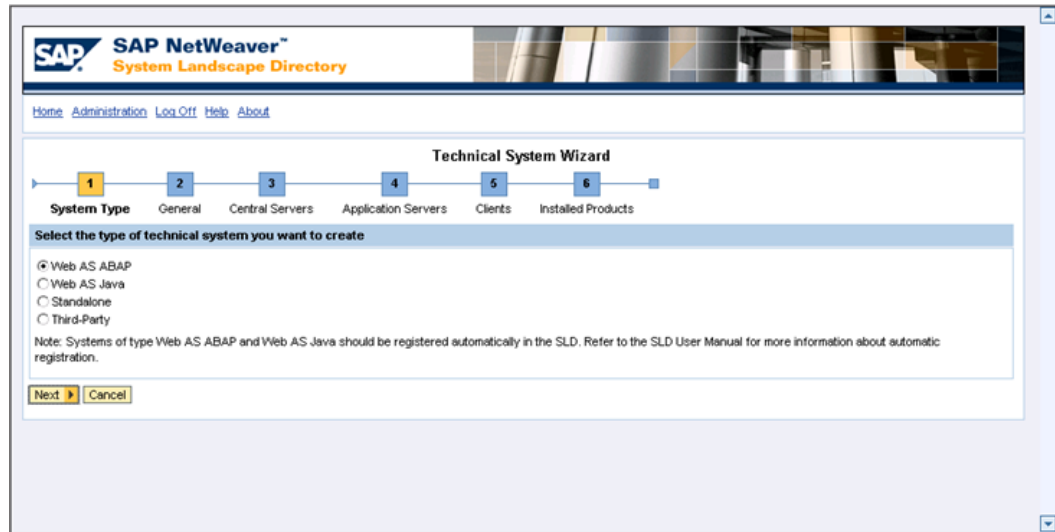 SAP
SAP NetWeaver™
System Landscape Directory
Home Administration Log Off Help About
Technical System Wizard
1 2 3 4 5 6
System Type General Central Servers Application Servers Clients Installed Products
Select the type of technical system you want to create
Web AS ABAP
Web AS Java
Standalone
Third-Party
Note: Systems of type Web AS ABAP and Web AS Java should be registered automatically in the SLD. Refer to the SLD User Manual for more information about automatic
registration.
Next Cancel